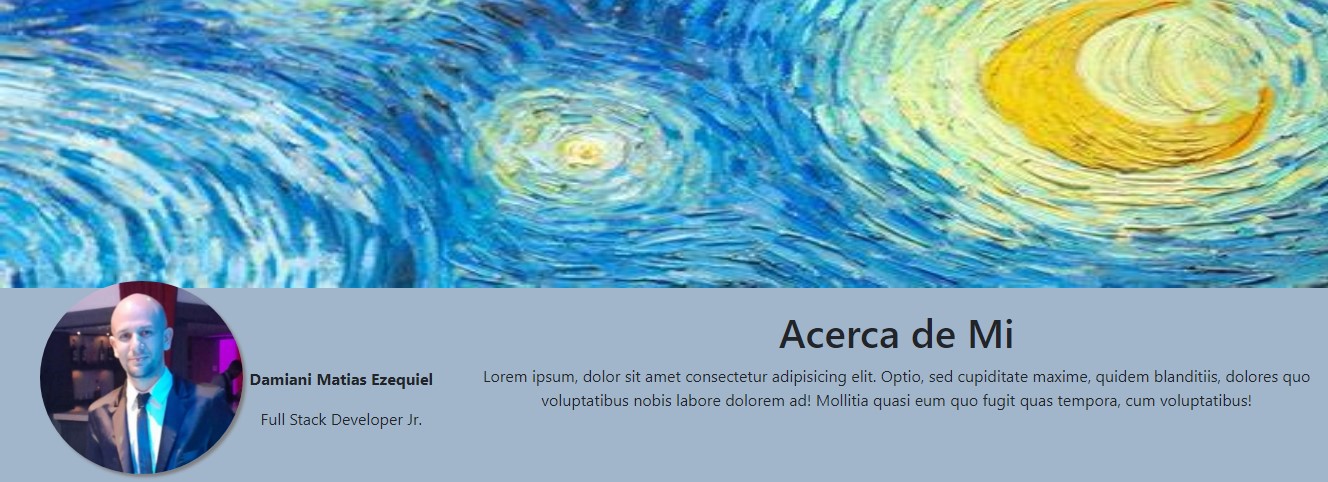 Acerca de Mi
Damiani Matias Ezequiel
Full Stack Developer Jr.
Lorem ipsum, dolor sit amet consectetur adipisicing elit. Optio, sed cupiditate maxime, quidem blanditiis, dolores quo
voluptatibus nobis labore dolorem ad! Mollitia quasi eum quo fugit quas tempora, cum voluptatibus!